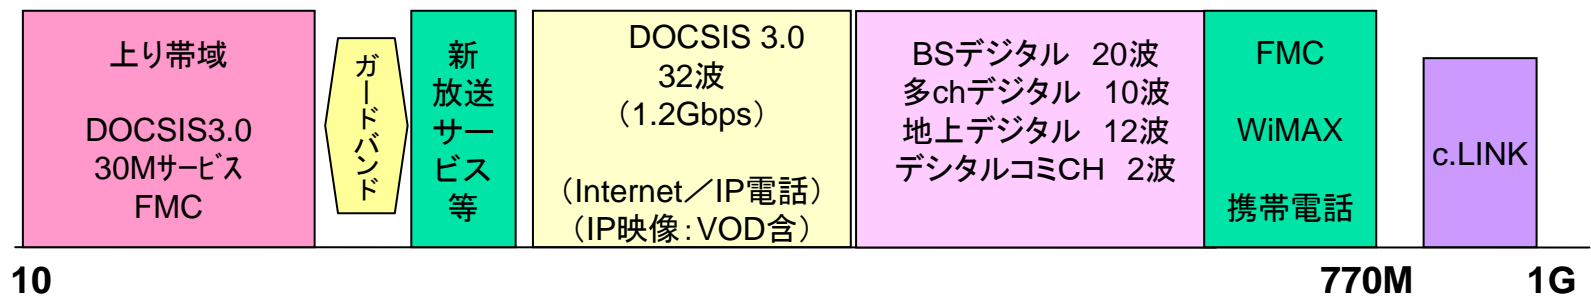 上り帯域
DOCSIS3.0
30Mｻｰﾋﾞｽ
FMC
ガードバンド
新
放送
サー
ビス
等
DOCSIS 3.0
32波
（1.2Gbps）
（Internet／IP電話）
（IP映像：VOD含）
BSデジタル　20波
多chデジタル　10波
地上デジタル　12波
デシタルコミCH　2波
FMC
WiMAX
携帯電話
c.LINK
10
770M
1G